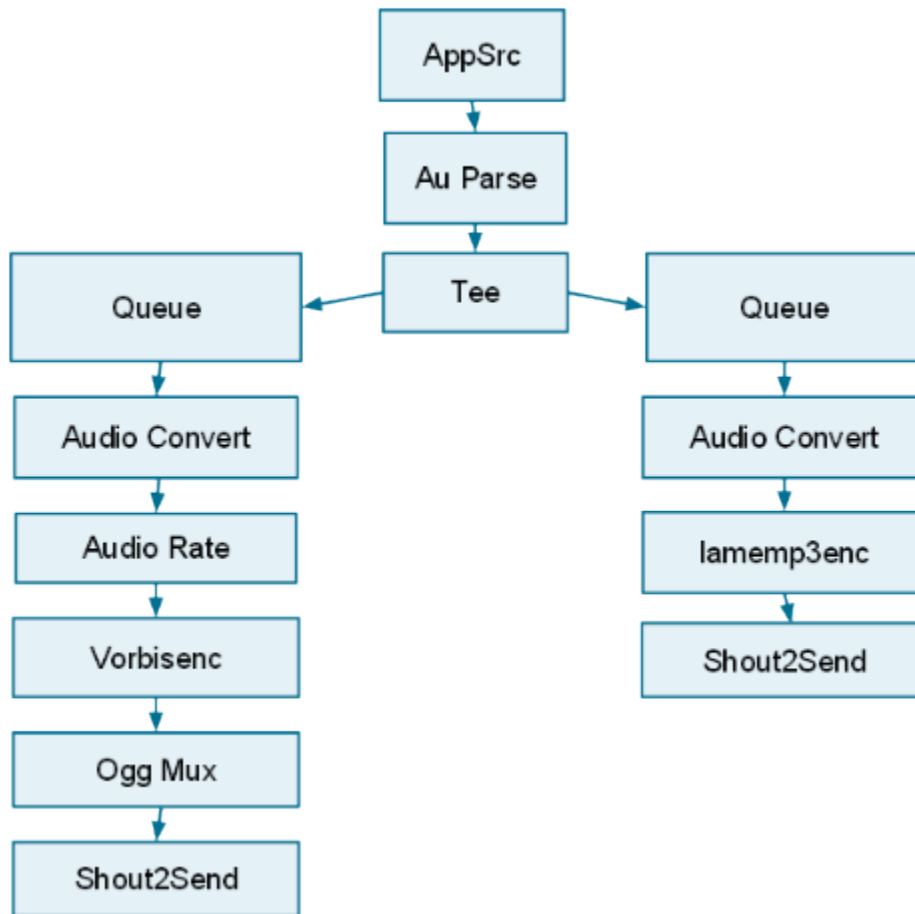 AppSrc
Au Parse
Tee
Queue
Audio Convert
Audio Rate
Vorbisenc
Ogg Mux
Shout2Send
Queue
Audio Convert
lamemp3enc
Shout2Send